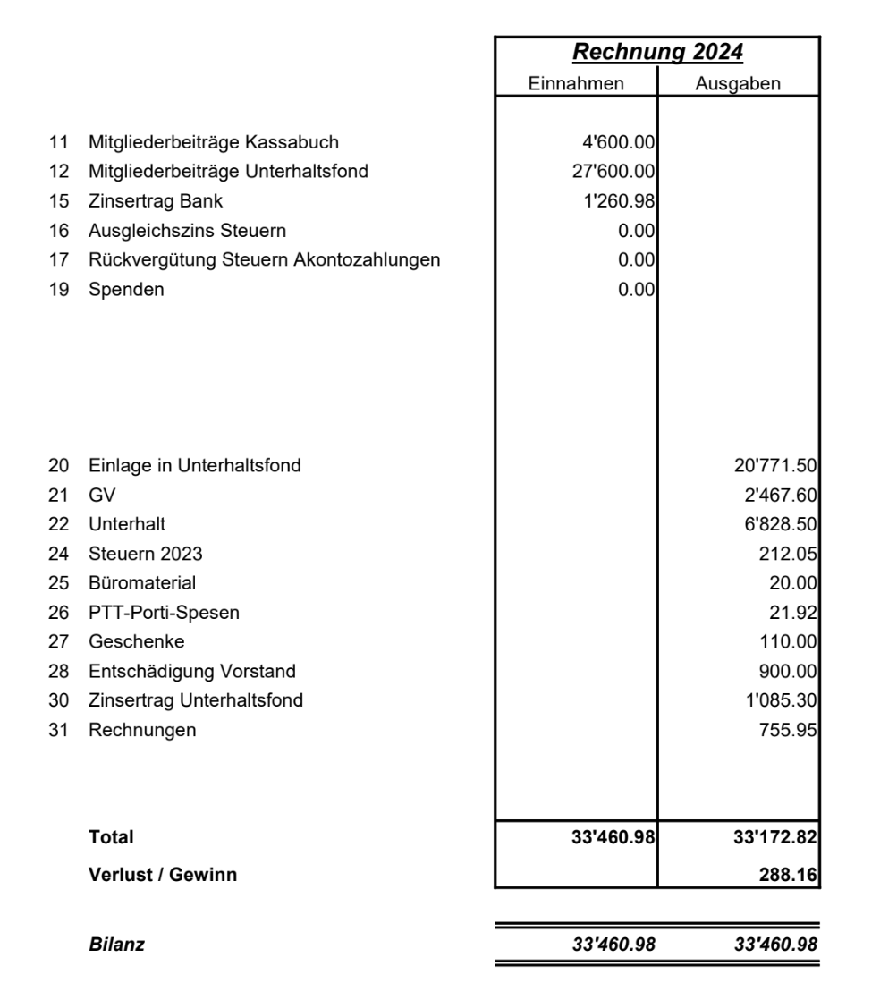 Rechnung 2024
Einnahmen Ausgaben
11 Mitgliederbeiträge Kassabuch 4'600.00
12 Mitgliederbeiträge Unterhaltsfond 27'600.00
15 Zinsertrag Bank 1'260.98
16 Ausgleichszins Steuern 0.00
17 Rückvergütung Steuern Akontozahlungen 0.00
19 Spenden 0.00
20 Einlage in Unterhaltsfond 20'771.50
21 GV 2'467.60
22 Unterhalt 6'828.50
24 Steuern 2023 212.05
25 Büromaterial 20.00
26 PTT-Porti-Spesen 21.92
27 Geschenke 110.00
28 Entschädigung Vorstand 900.00
30 Zinsertrag Unterhaltsfond 1'085.30
31 Rechnungen 755.95
Total 33'460.98 33'172.82
Verlust / Gewinn 288.16
Bilanz 33'460.98 33'460.98